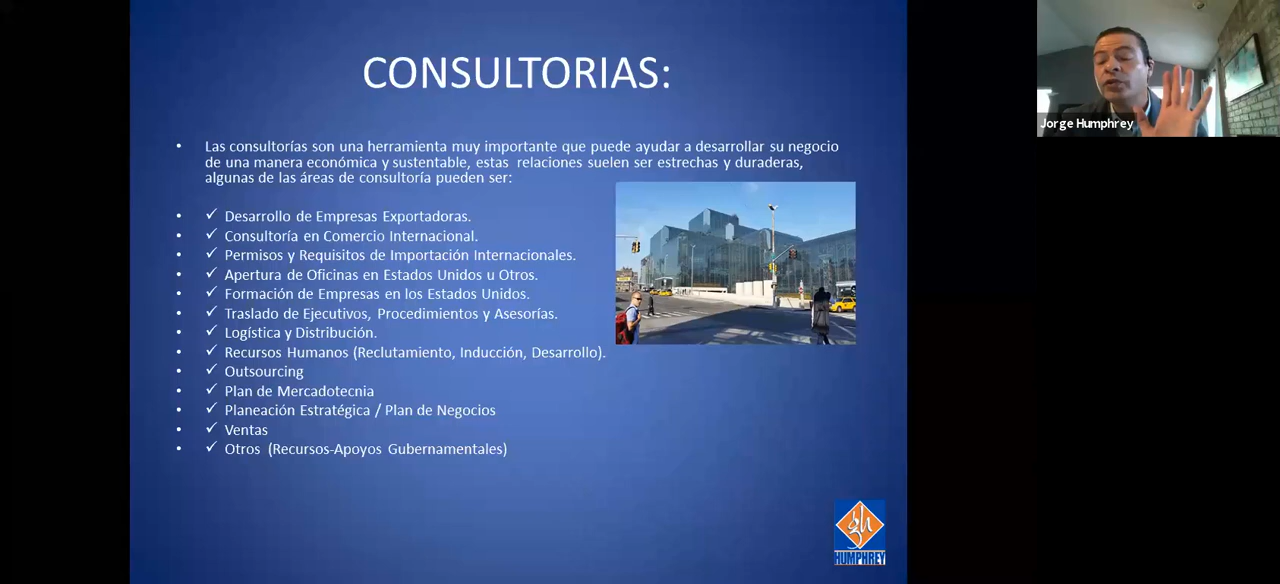 CONSULTORIAS:
• Las consultorías son una herramienta muy importante que puede ayudar a desarrollar su negocio
de una manera económica y sustentable, estas relaciones suelen ser estrechas y duraderas,
algunas de las áreas de consultoría pueden ser:
• ✓ Desarrollo de Empresas Exportadoras.
• ✓ Consultoría en Comercio Internacional.
• ✓ Permisos y Requisitos de Importación Internacionales.
• ✓ Apertura de Oficinas en Estados Unidos u Otros.
• ✓ Formación de Empresas en los Estados Unidos.
• ✓ Traslado de Ejecutivos, Procedimientos y Asesorías.
• ✓ Logística y Distribución.
• ✓ Recursos Humanos (Reclutamiento, Inducción, Desarrollo).
• ✓ Outsourcing
• ✓ Plan de Mercadotecnia
• ✓ Planeación Estratégica / Plan de Negocios
• ✓ Ventas
• ✓ Otros (Recursos-Apoyos Gubernamentales)
Jorge Humphrey
gh
HUMPHREY